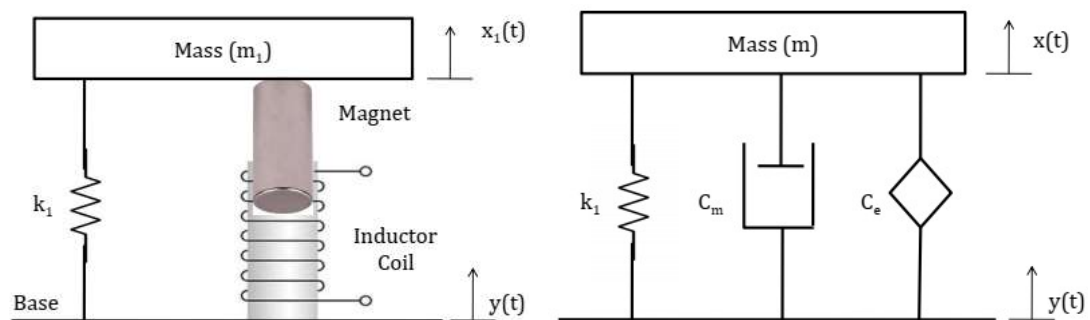 Mass (m₁)
x₁(t)
Magnet
k₁
Inductor
Coil
Base
y(t)
Mass (m)
x(t)
k₁
Cₘ
Cₑ
y(t)